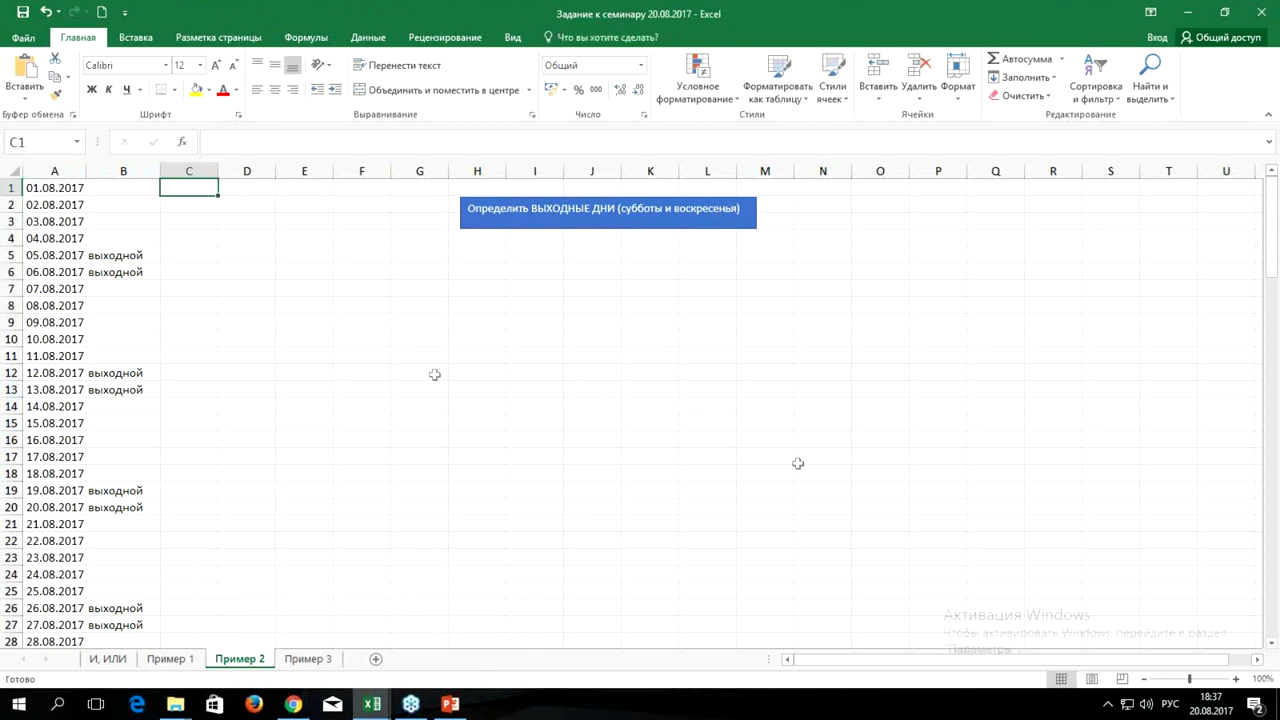 Задание к семинару 20.08.2017 - Excel
Файл Главная Вставка Разметка страницы Формулы Данные Рецензирование Вид Что вы хотите сделать? Вход Общий доступ
Вставить
Буфер обмена
Calibri 12
Ж К Ч
Шрифт
Перенести текст
Объединить и поместить в центре
Выравнивание
Общий
% 000
Число
Условное форматирование
Форматировать как таблицу
Стили ячеек
Стили
Вставить Удалить Формат
Ячейки
Автосумма
Заполнить
Очистить
Сортировка и фильтр
Найти и выделить
Редактирование
C1 fx
A B C D E F G H I J K L M N O P Q R S T U
1 01.08.2017
2 02.08.2017
Определить ВЫХОДНЫЕ ДНИ (субботы и воскресенья)
3 03.08.2017
4 04.08.2017
5 05.08.2017 выходной
6 06.08.2017 выходной
7 07.08.2017
8 08.08.2017
9 09.08.2017
10 10.08.2017
11 11.08.2017
12 12.08.2017 выходной
13 13.08.2017 выходной
14 14.08.2017
15 15.08.2017
16 16.08.2017
17 17.08.2017
18 18.08.2017
19 19.08.2017 выходной
20 20.08.2017 выходной
21 21.08.2017
22 22.08.2017
23 23.08.2017
24 24.08.2017
25 25.08.2017
26 26.08.2017 выходной
27 27.08.2017 выходной
28 28.08.2017
Активация Windows
Чтобы активировать Windows, перейдите в раздел
Параметры
И, ИЛИ Пример 1 Пример 2 Пример 3
Готово 100%
РУС 18:37
20.08.2017